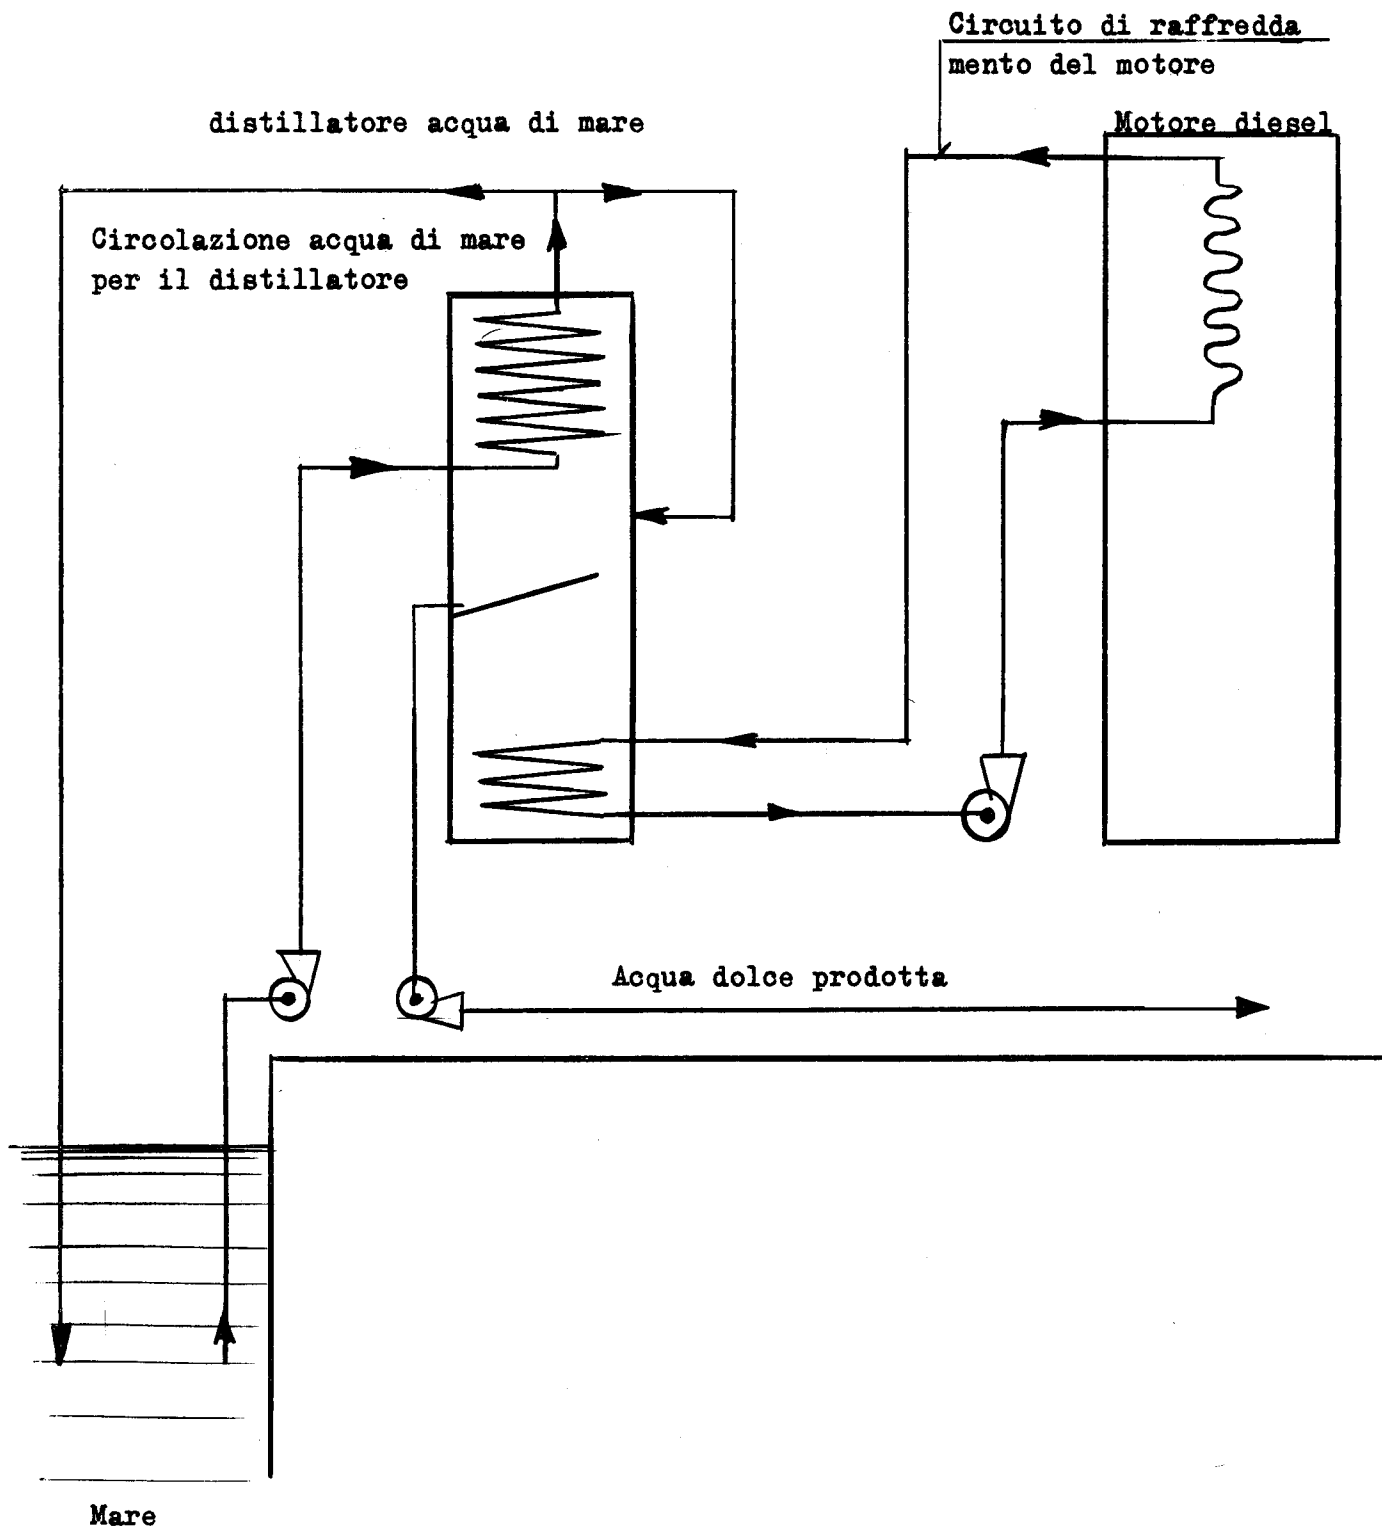 Circuito di raffredda
mento del motore
distillatore acqua di mare
Motore diesel
Circolazione acqua di mare
per il distillatore
Acqua dolce prodotta
Mare